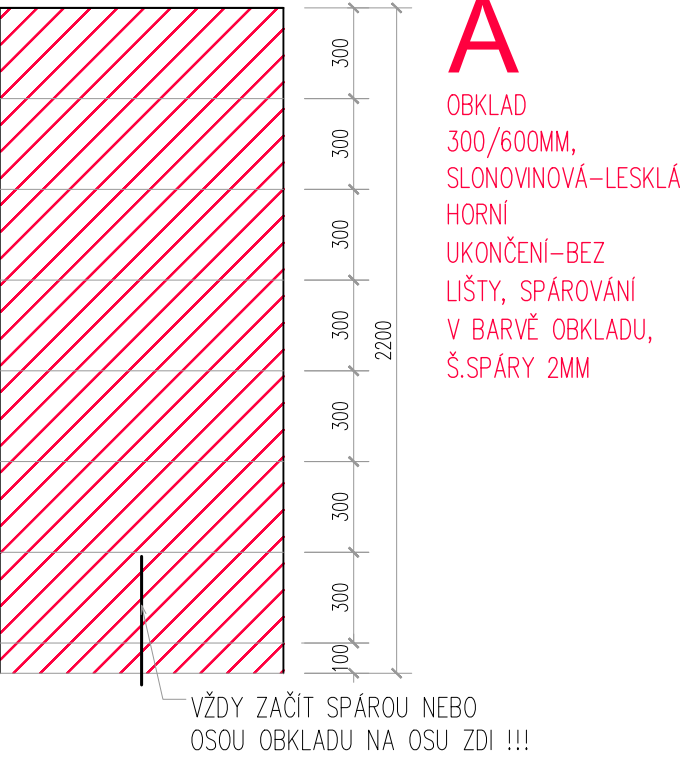 A
OBKLAD
300/600MM,
SLONOVINOVÁ-LESKLÁ
HORNÍ
UKONČENÍ-BEZ
LIŠTY, SPÁROVÁNÍ
V BARVĚ OBKLADU,
Š.SPÁRY 2MM
300
300
300
300
300
300
300
100
2200
VŽDY ZAČÍT SPÁROU NEBO
OSOU OBKLADU NA OSU ZDI !!!